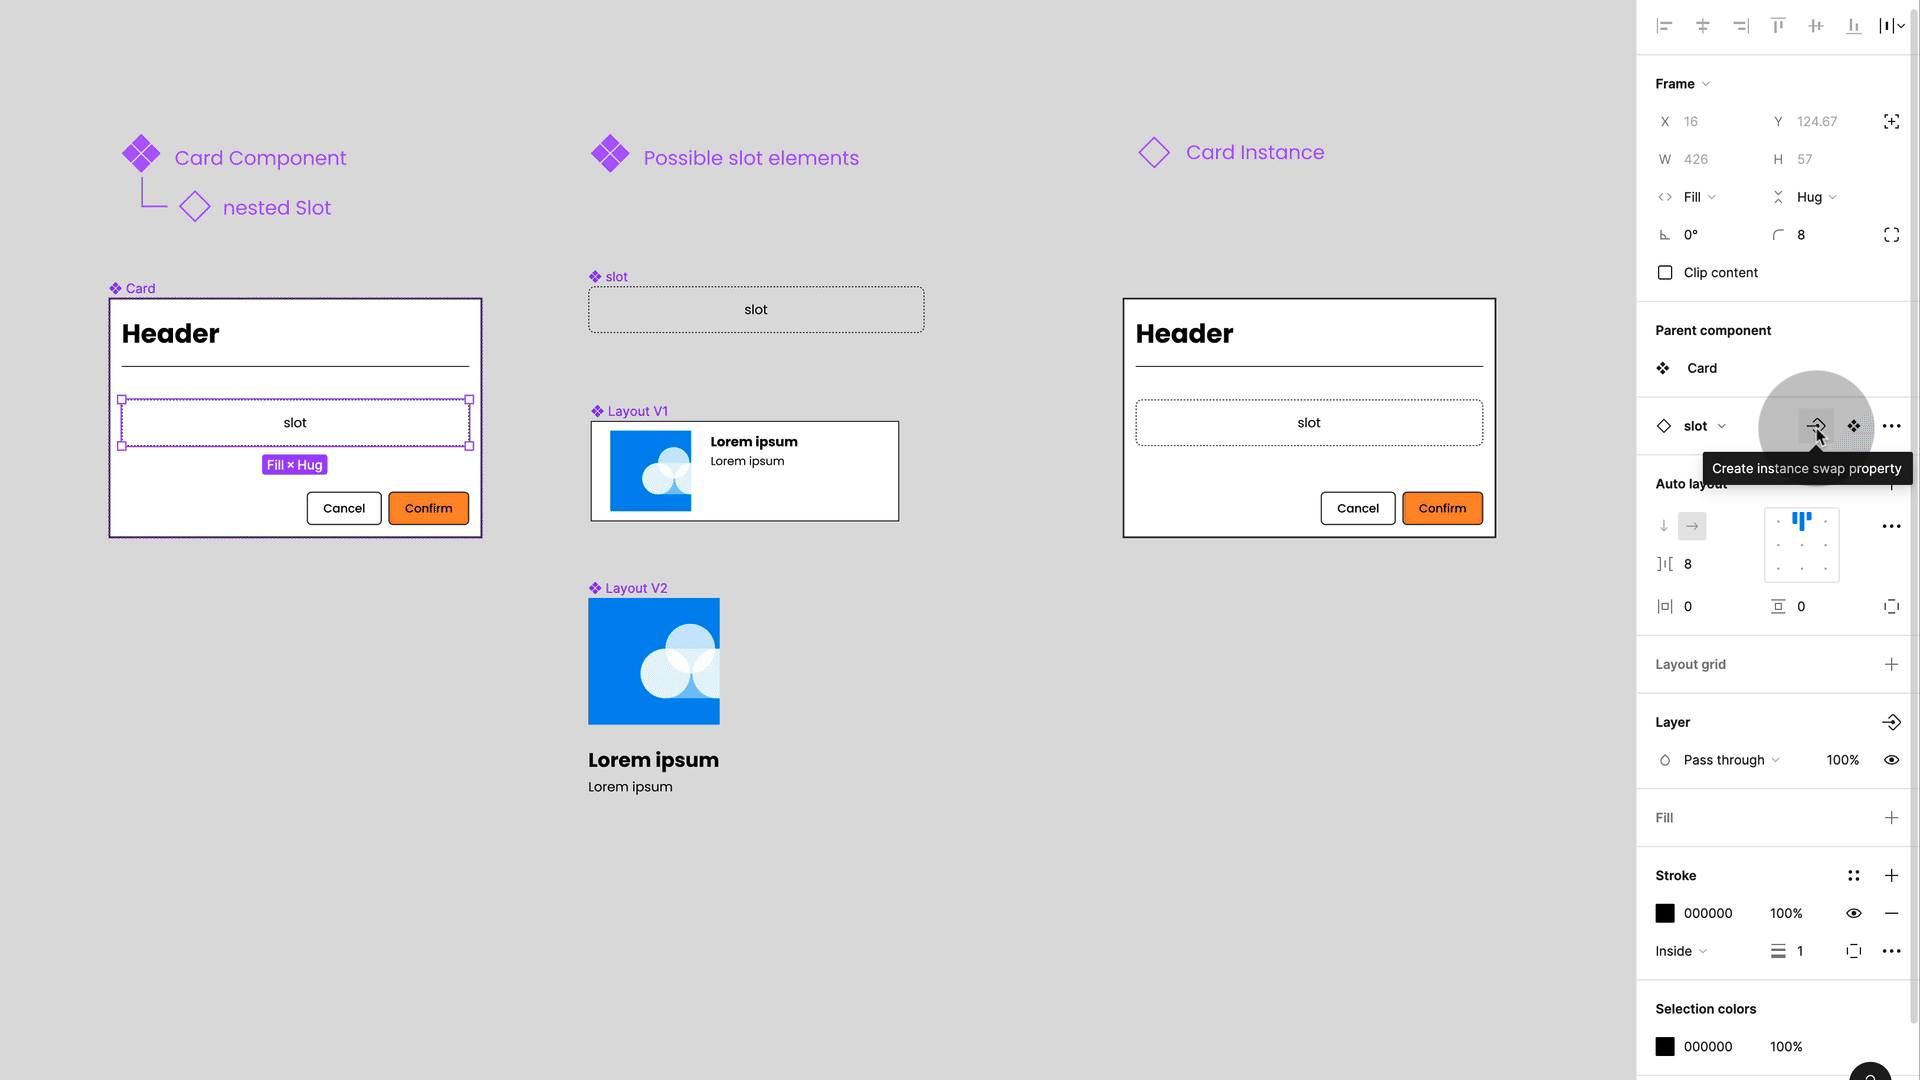 Card Component
nested Slot
Possible slot elements
Card Instance
Card
Header
slot
Fill × Hug
Cancel
Confirm
slot
slot
Layout V1
Lorem ipsum
Lorem ipsum
Layout V2
Lorem ipsum
Lorem ipsum
Header
slot
Cancel
Confirm
Frame
X 16 Y 124.67
W 426 H 57
Fill Hug
0° 8
Clip content
Parent component
Card
slot
Create instance swap property
Auto layout
8
0 0
Layout grid
Layer
Pass through 100%
Fill
Stroke
000000 100%
Inside 1
Selection colors
000000 100%